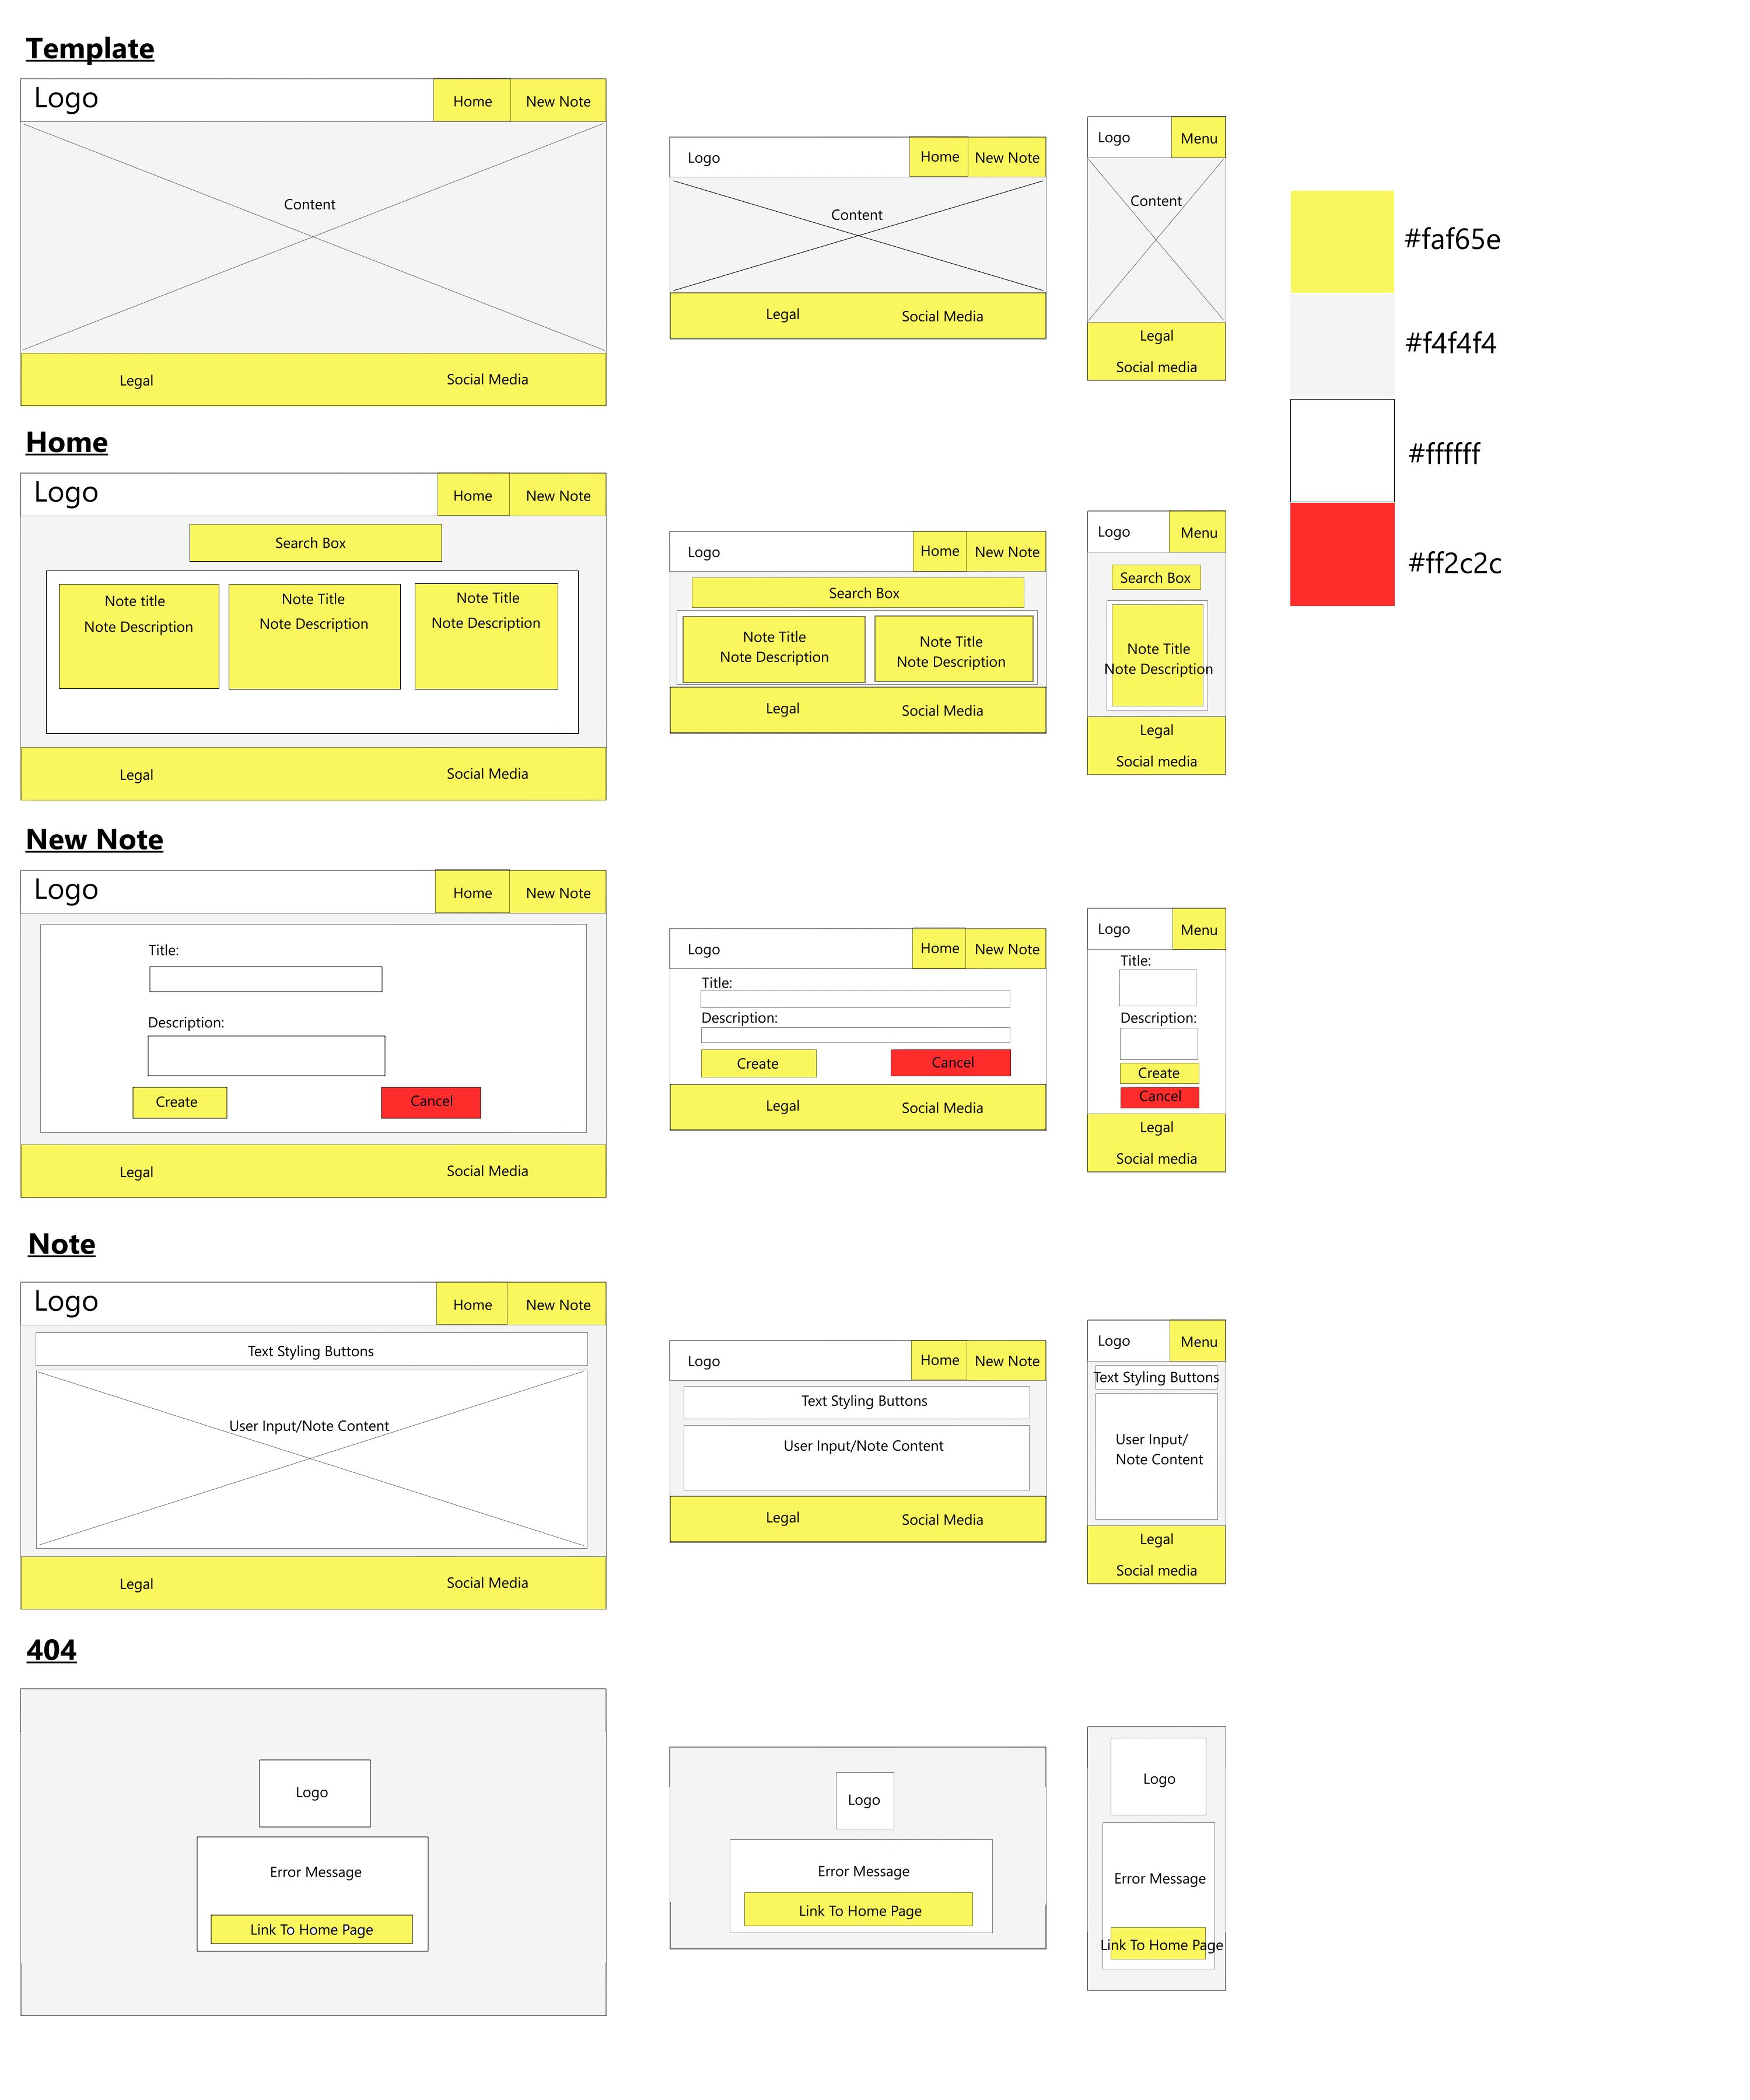 Template
Logo
Home
New Note
Content
Legal
Social Media
Logo
Home
New Note
Content
Legal
Social Media
Logo
Menu
Content
Legal
Social media
#faf65e
#f4f4f4
#ffffff
#ff2c2c
Home
Logo
Home
New Note
Search Box
Note title
Note Description
Note Title
Note Description
Note Title
Note Description
Legal
Social Media
Logo
Home
New Note
Search Box
Note Title
Note Description
Note Title
Note Description
Legal
Social Media
Logo
Menu
Search Box
Note Title
Note Description
Legal
Social media
New Note
Logo
Home
New Note
Title:
Description:
Create
Cancel
Legal
Social Media
Logo
Home
New Note
Title:
Description:
Create
Cancel
Legal
Social Media
Logo
Menu
Title:
Description:
Create
Cancel
Legal
Social media
Note
Logo
Home
New Note
Text Styling Buttons
User Input/Note Content
Legal
Social Media
Logo
Home
New Note
Text Styling Buttons
User Input/Note Content
Legal
Social Media
Logo
Menu
Text Styling Buttons
User Input/
Note Content
Legal
Social media
404
Logo
Error Message
Link To Home Page
Logo
Error Message
Link To Home Page
Logo
Error Message
Link To Home Page